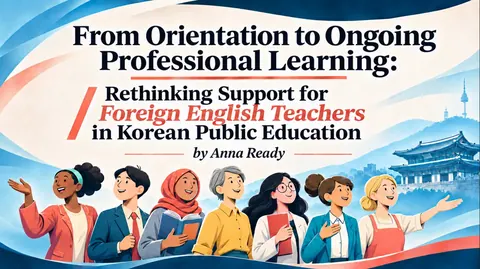 From Orientation to Ongoing
Professional Learning:
Rethinking Support for
Foreign English Teachers
in Korean Public Education
by Anna Ready